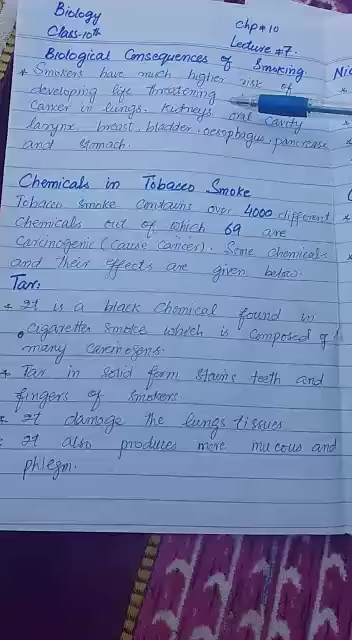 Biology
Chp # 10
Class-10th
Lecture # 7.
Biological Consequences of Smoking.
* Smokers have much higher risk of
developing life threatening
Cancer in lungs, Kidneys, oral cavity
larynx, breast, bladder, oesophagus, pancrease
and stomach.
Chemicals in Tobacco Smoke
Tobacco Smoke contains over 4000 different
Chemicals out of which 69 are
Carcinogenic (cause cancer). Some chemicals
and their effects are given below.
Tar:
* It is a black chemical found in
cigarette smoke which is composed of
many carcinogens.
* Tar in solid form stains teeth and
fingers of smokers
* It damage the lungs tissues
* It also produces more mucous and
phlegm.
Nic